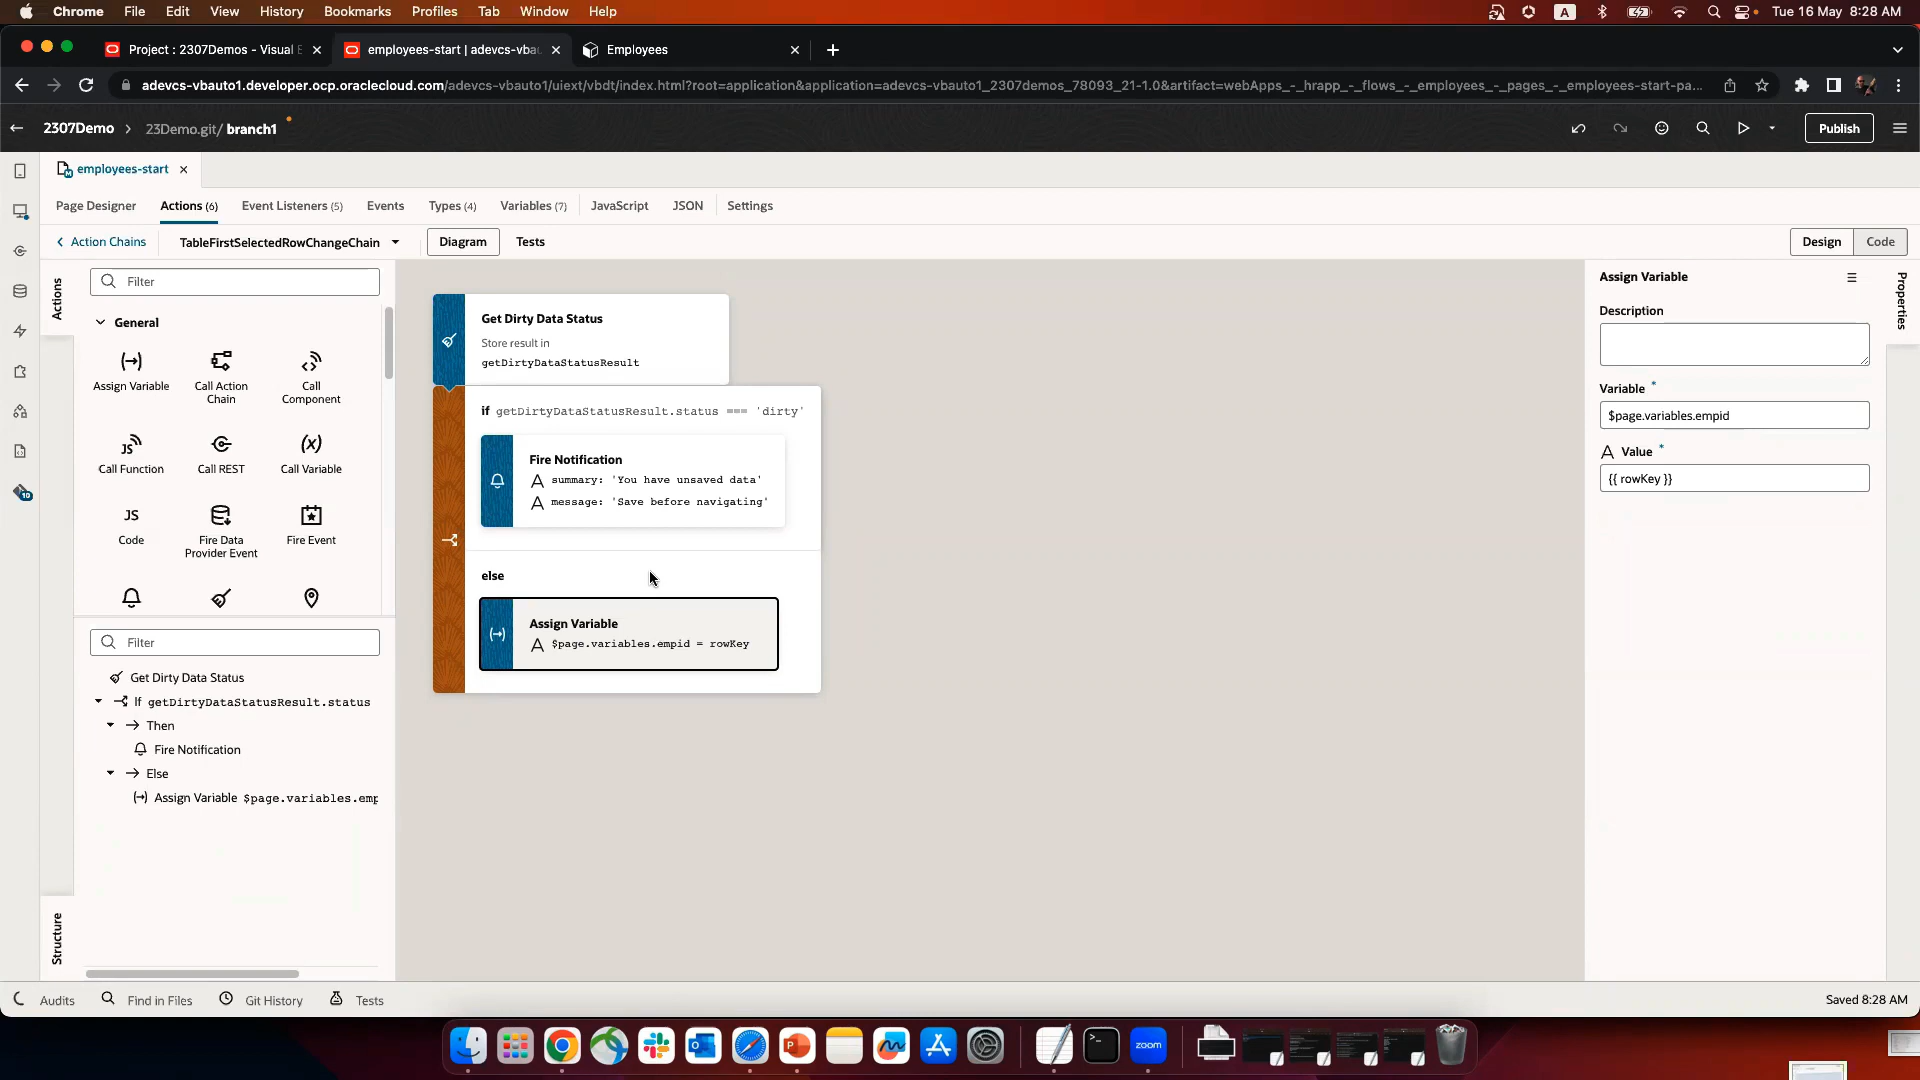 Chrome File Edit View History Bookmarks Profiles Tab Window Help A Tue 16 May 8:28 AM
Project : 2307Demos - Visual E
employees-start | adevcs-vbau
Employees
adevcs-vbauto1.developer.ocp.oraclecloud.com/adevcs-vbauto1/uiext/vbdt/index.html?root=application&application=adevcs-vbauto1_2307demos_78093_21-1.0&artifact=webApps_-_hrapp_-_flows_-_employees_-_pages_-_employees-start-pa...
2307Demo > 23Demo.git/ branch1
Publish
employees-start
Page Designer Actions (6) Event Listeners (5) Events Types (4) Variables (7) JavaScript JSON Settings
Action Chains TableFirstSelectedRowChangeChain Diagram Tests Design Code
Actions
Filter
General
Assign Variable
Call Action Chain
Call Component
JS
Call Function
Call REST
(x)
Call Variable
JS
Code
Fire Data Provider Event
Fire Event
Filter
Get Dirty Data Status
If getDirtyDataStatusResult.status
Then
Fire Notification
Else
Assign Variable $page.variables.emp
Structure
Get Dirty Data Status
Store result in
getDirtyDataStatusResult
if getDirtyDataStatusResult.status === 'dirty'
Fire Notification
A summary: 'You have unsaved data'
A message: 'Save before navigating'
else
Assign Variable
A $page.variables.empid = rowKey
Assign Variable
Properties
Description
Variable *
$page.variables.empid
A Value *
{{ rowKey }}
Audits Find in Files Git History Tests
10
Saved 8:28 AM
zoom